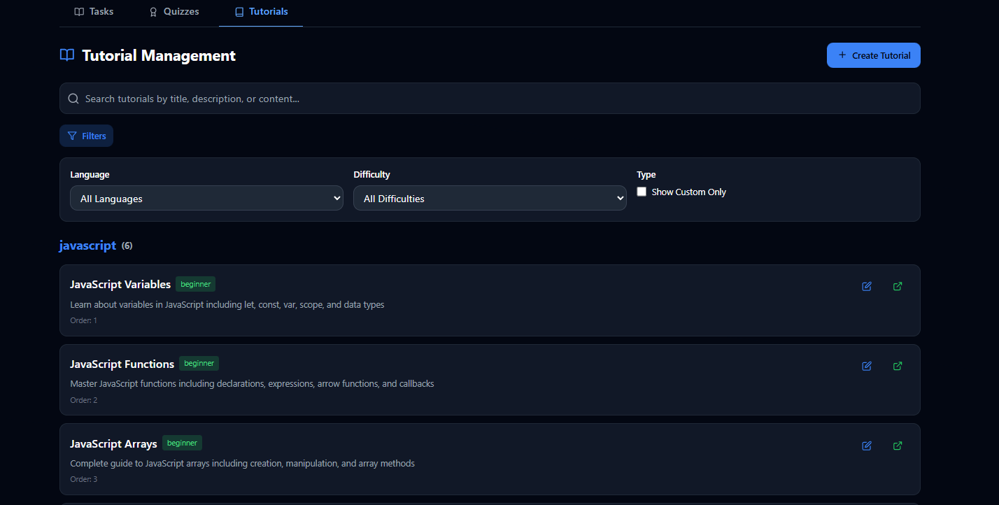 Tasks Quizzes Tutorials
Tutorial Management
+ Create Tutorial
Search tutorials by title, description, or content...
Filters
Language Difficulty Type
All Languages All Difficulties Show Custom Only
javascript (6)
JavaScript Variables beginner
Learn about variables in JavaScript including let, const, var, scope, and data types
Order: 1
JavaScript Functions beginner
Master JavaScript functions including declarations, expressions, arrow functions, and callbacks
Order: 2
JavaScript Arrays beginner
Complete guide to JavaScript arrays including creation, manipulation, and array methods
Order: 3